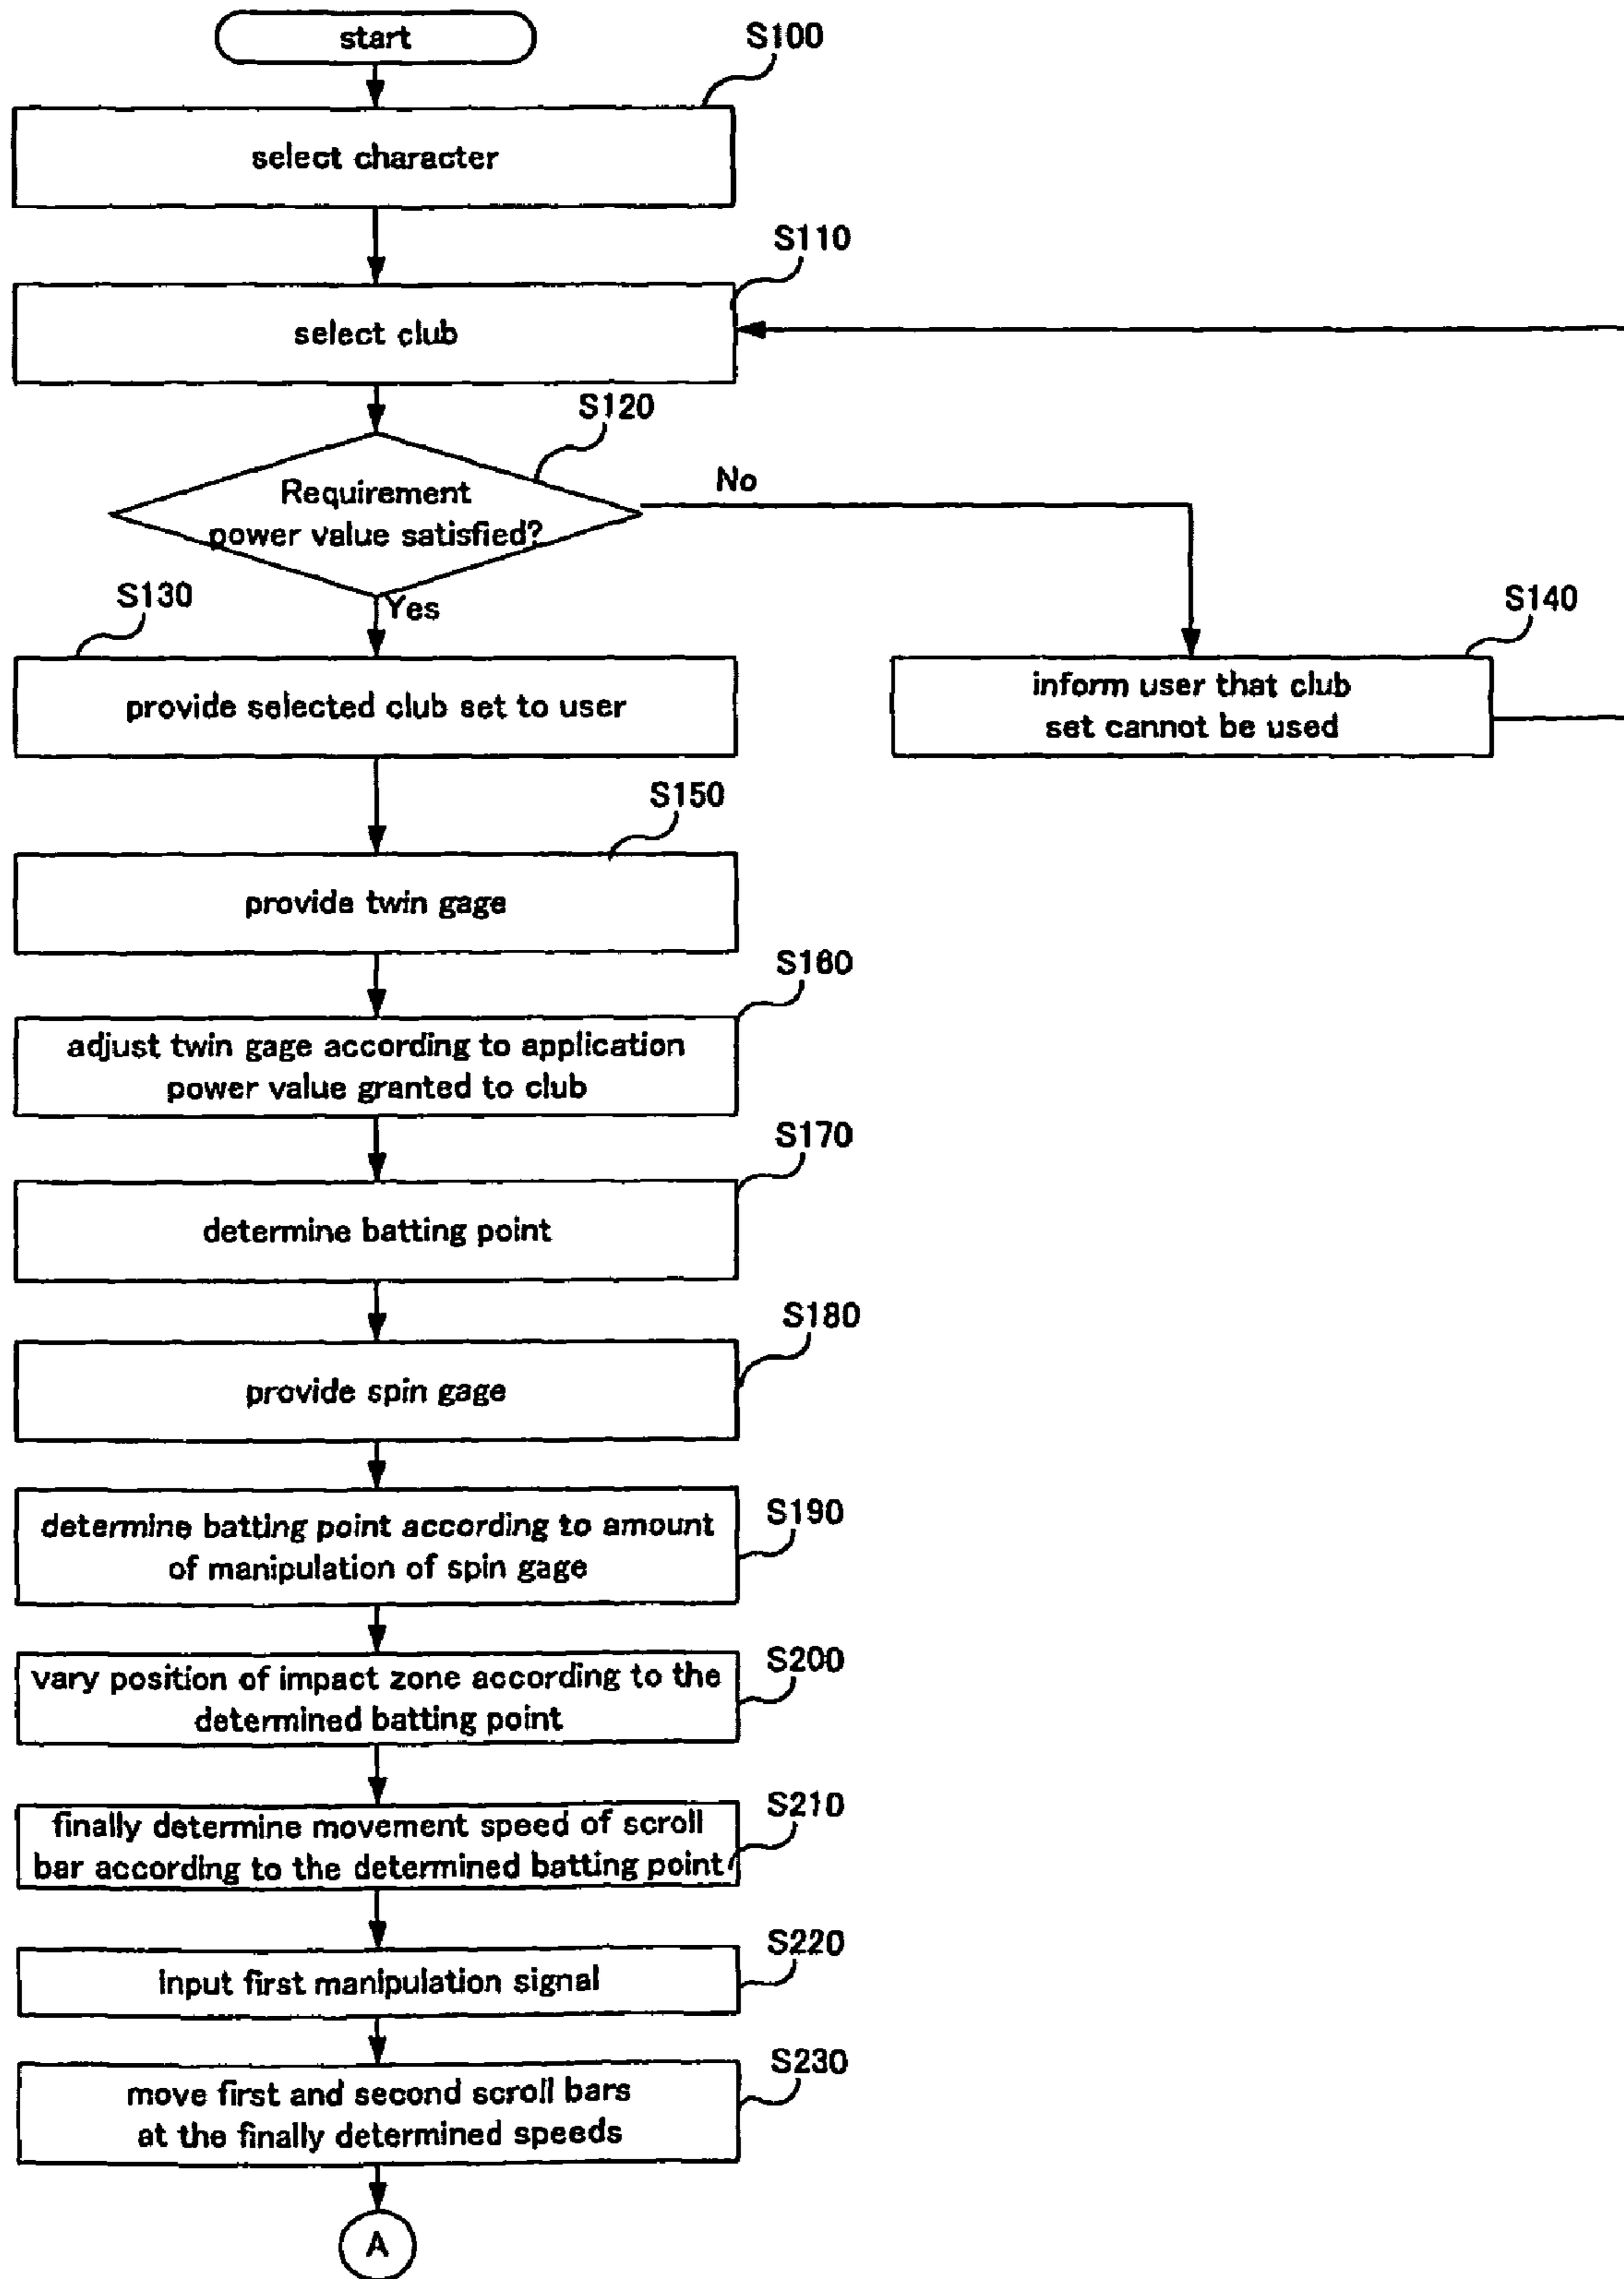 start
S100
select character
S110
select club
S120
Requirement
power value satisfied?
No
Yes
S130
provide selected club set to user
S140
inform user that club
set cannot be used
S150
provide twin gage
S160
adjust twin gage according to application
power value granted to club
S170
determine batting point
S180
provide spin gage
S190
determine batting point according to amount
of manipulation of spin gage
S200
vary position of impact zone according to the
determined batting point
S210
finally determine movement speed of scroll
bar according to the determined batting point
S220
input first manipulation signal
S230
move first and second scroll bars
at the finally determined speeds
A